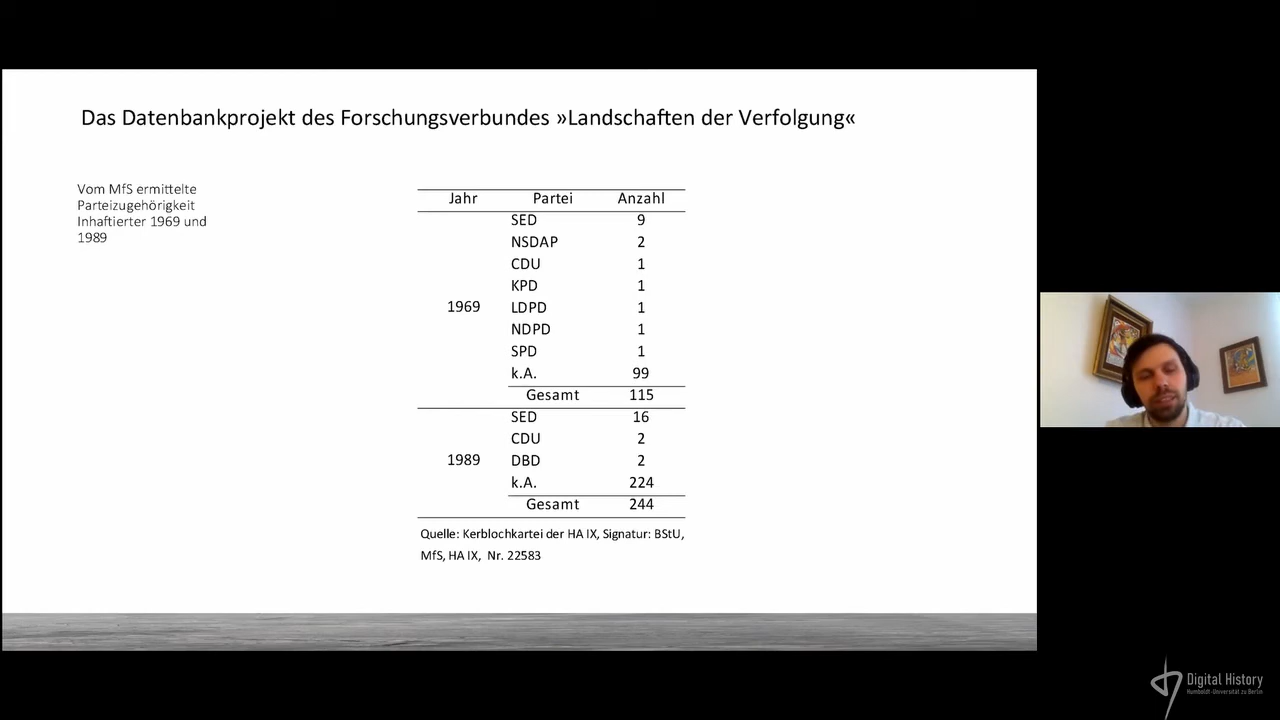 Das Datenbankprojekt des Forschungsverbundes »Landschaften der Verfolgung«
Vom MfS ermittelte
Parteizugehörigkeit
Inhaftierter 1969 und
1989
Jahr Partei Anzahl
SED 9
NSDAP 2
CDU 1
KPD 1
1969 LDPD 1
NDPD 1
SPD 1
k.A. 99
Gesamt 115
SED 16
CDU 2
1989 DBD 2
k.A. 224
Gesamt 244
Quelle: Kerblochkartei der HA IX, Signatur: BStU,
MfS, HA IX, Nr. 22583
Digital History
Humboldt-Universität zu Berlin